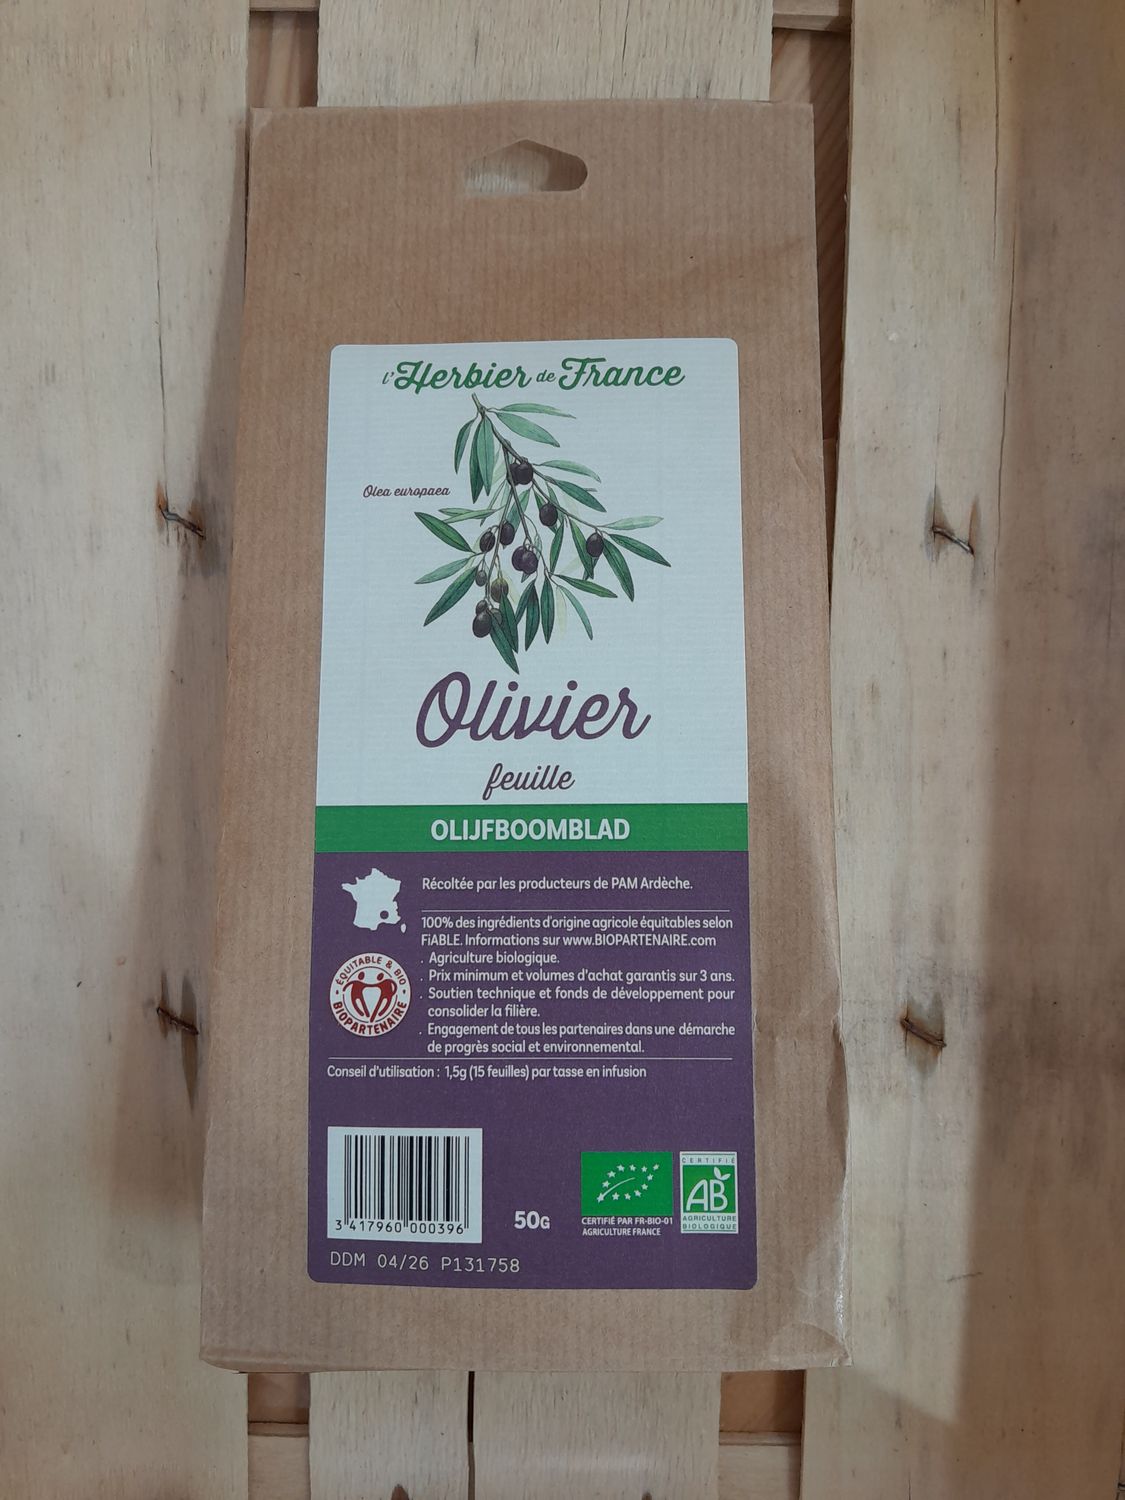 l'Herbier de France
Olea europaea
Olivier
feuille
OLIJFBOOMBLAD
Récoltée par les producteurs de PAM Ardèche.
100% des ingrédients d'origine agricole équitables selon
FiABLE. Informations sur www.BIOPARTENAIRE.com
. Agriculture biologique.
. Prix minimum et volumes d'achat garantis sur 3 ans.
. Soutien technique et fonds de développement pour
consolider la filière.
. Engagement de tous les partenaires dans une démarche
de progrès social et environnemental.
ÉQUITABLE & BIO
BIOPARTENAIRE
Conseil d'utilisation : 1,5g (15 feuilles) par tasse en infusion
3 417960 000396
50G
CERTIFIÉ PAR FR-BIO-01
AGRICULTURE FRANCE
CERTIFIÉ
AB
AGRICULTURE
BIOLOGIQUE
DDM 04/26 P131758